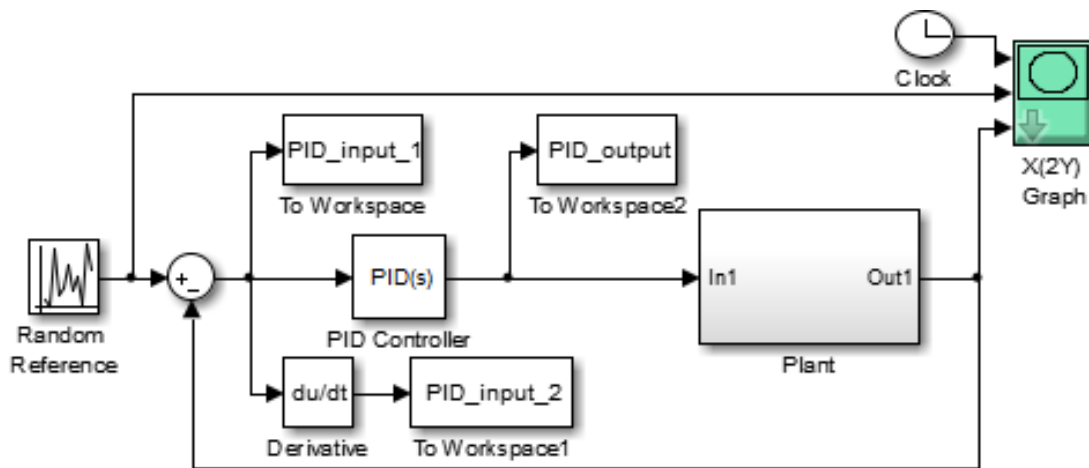 Clock
X(2Y)
Graph
PID_input_1
To Workspace
PID_output
To Workspace2
Random
Reference
+
_
PID(s)
PID Controller
In1
Out1
Plant
du/dt
Derivative
PID_input_2
To Workspace1